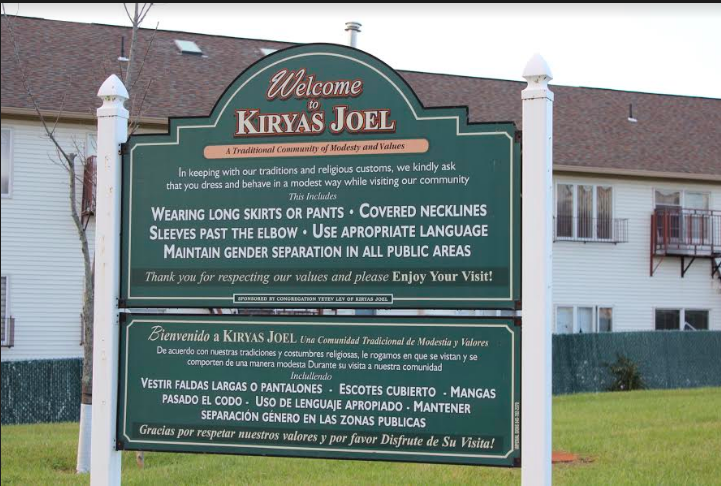 Welcome
to
KIRYAS JOEL
A Traditional Community of Modesty and Values
In keeping with our traditions and religious customs, we kindly ask
that you dress and behave in a modest way while visiting our community
This Includes
WEARING LONG SKIRTS OR PANTS • COVERED NECKLINES
SLEEVES PAST THE ELBOW • USE APROPRIATE LANGUAGE
MAINTAIN GENDER SEPARATION IN ALL PUBLIC AREAS
Thank you for respecting our values and please Enjoy Your Visit!
SPONSORED BY CONGREGATION YETEV LEV OF KIRYAS JOEL
Bienvenido a KIRYAS JOEL Una Comunidad Tradicional de Modestia y Valores
De acuerdo con nuestras tradiciones y costumbres religiosas, le rogamos en que se vistan y se
comporten de una manera modesta Durante su visita a nuestra comunidad
Inclullendo
VESTIR FALDAS LARGAS O PANTALONES - ESCOTES CUBIERTO - MANGAS
PASADO EL CODO - USO DE LENGUAJE APROPIADO - MANTENER
SEPARACIÓN GÉNERO EN LAS ZONAS PUBLICAS
Gracias por respetar nuestros valores y por favor Disfrute de Su Visita!